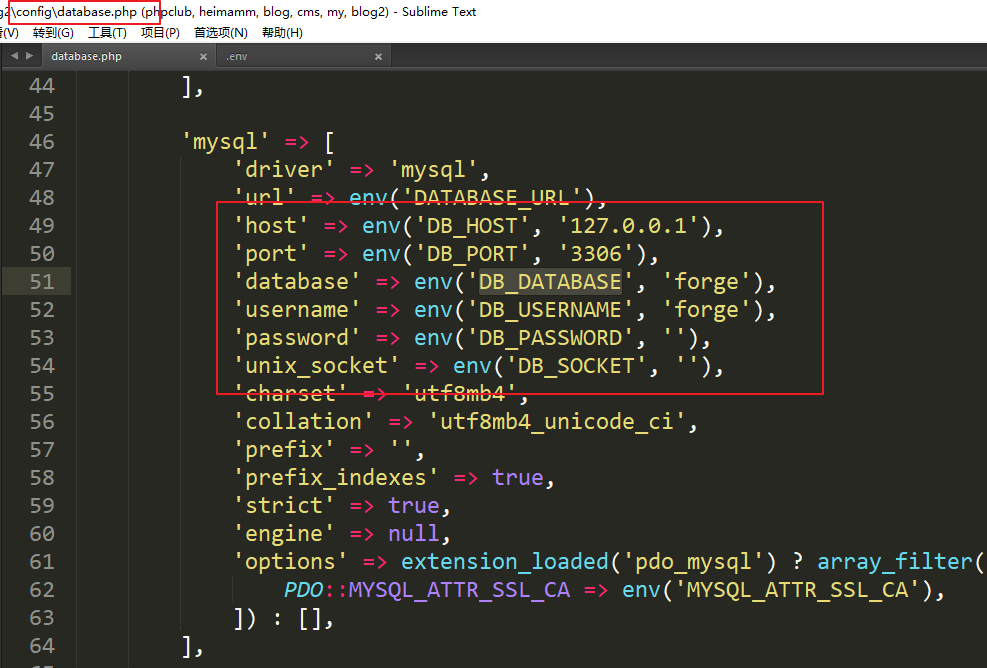 g2\config\database.php (phpclub, heimamm, blog, cms, my, blog2) - Sublime Text
(V) 转到(G) 工具(T) 项目(P) 首选项(N) 帮助(H)
database.php × .env ×
44 ],
45
46 'mysql' => [
47 'driver' => 'mysql',
48 'url' => env('DATABASE_URL'),
49 'host' => env('DB_HOST', '127.0.0.1'),
50 'port' => env('DB_PORT', '3306'),
51 'database' => env('DB_DATABASE', 'forge'),
52 'username' => env('DB_USERNAME', 'forge'),
53 'password' => env('DB_PASSWORD', ''),
54 'unix_socket' => env('DB_SOCKET', ''),
55 'charset' => 'utf8mb4',
56 'collation' => 'utf8mb4_unicode_ci',
57 'prefix' => '',
58 'prefix_indexes' => true,
59 'strict' => true,
60 'engine' => null,
61 'options' => extension_loaded('pdo_mysql') ? array_filter(
62 PDO::MYSQL_ATTR_SSL_CA => env('MYSQL_ATTR_SSL_CA'),
63 ]) : [],
64 ],